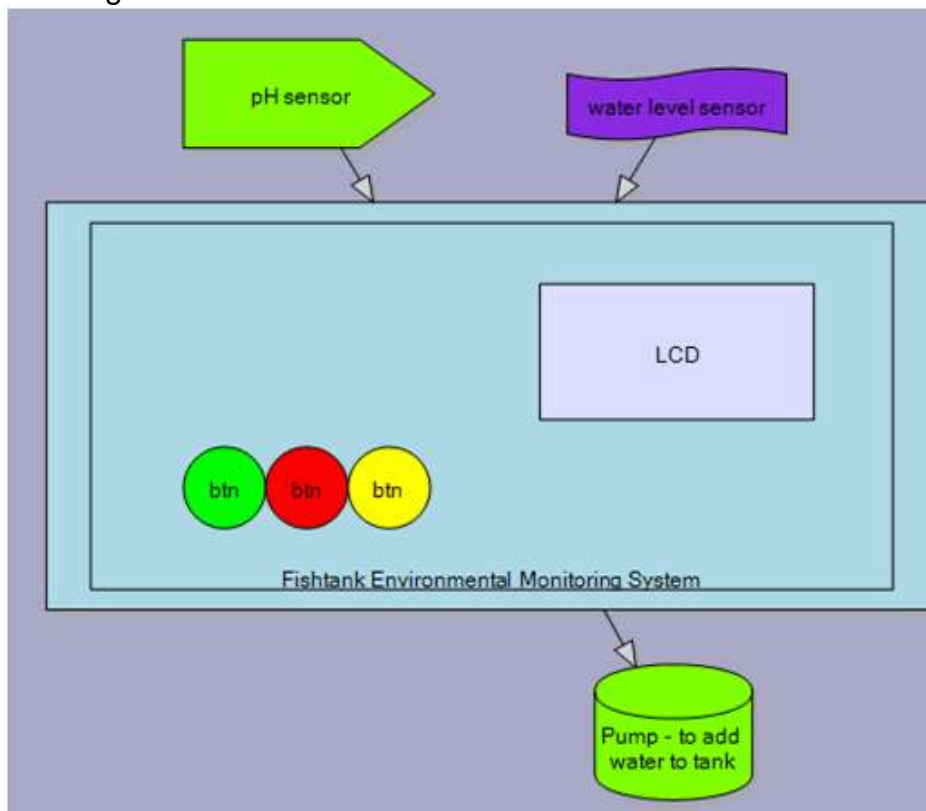 pH sensor
water level sensor
LCD
btn
btn
btn
Fishtank Environmental Monitoring System
Pump - to add
water to tank